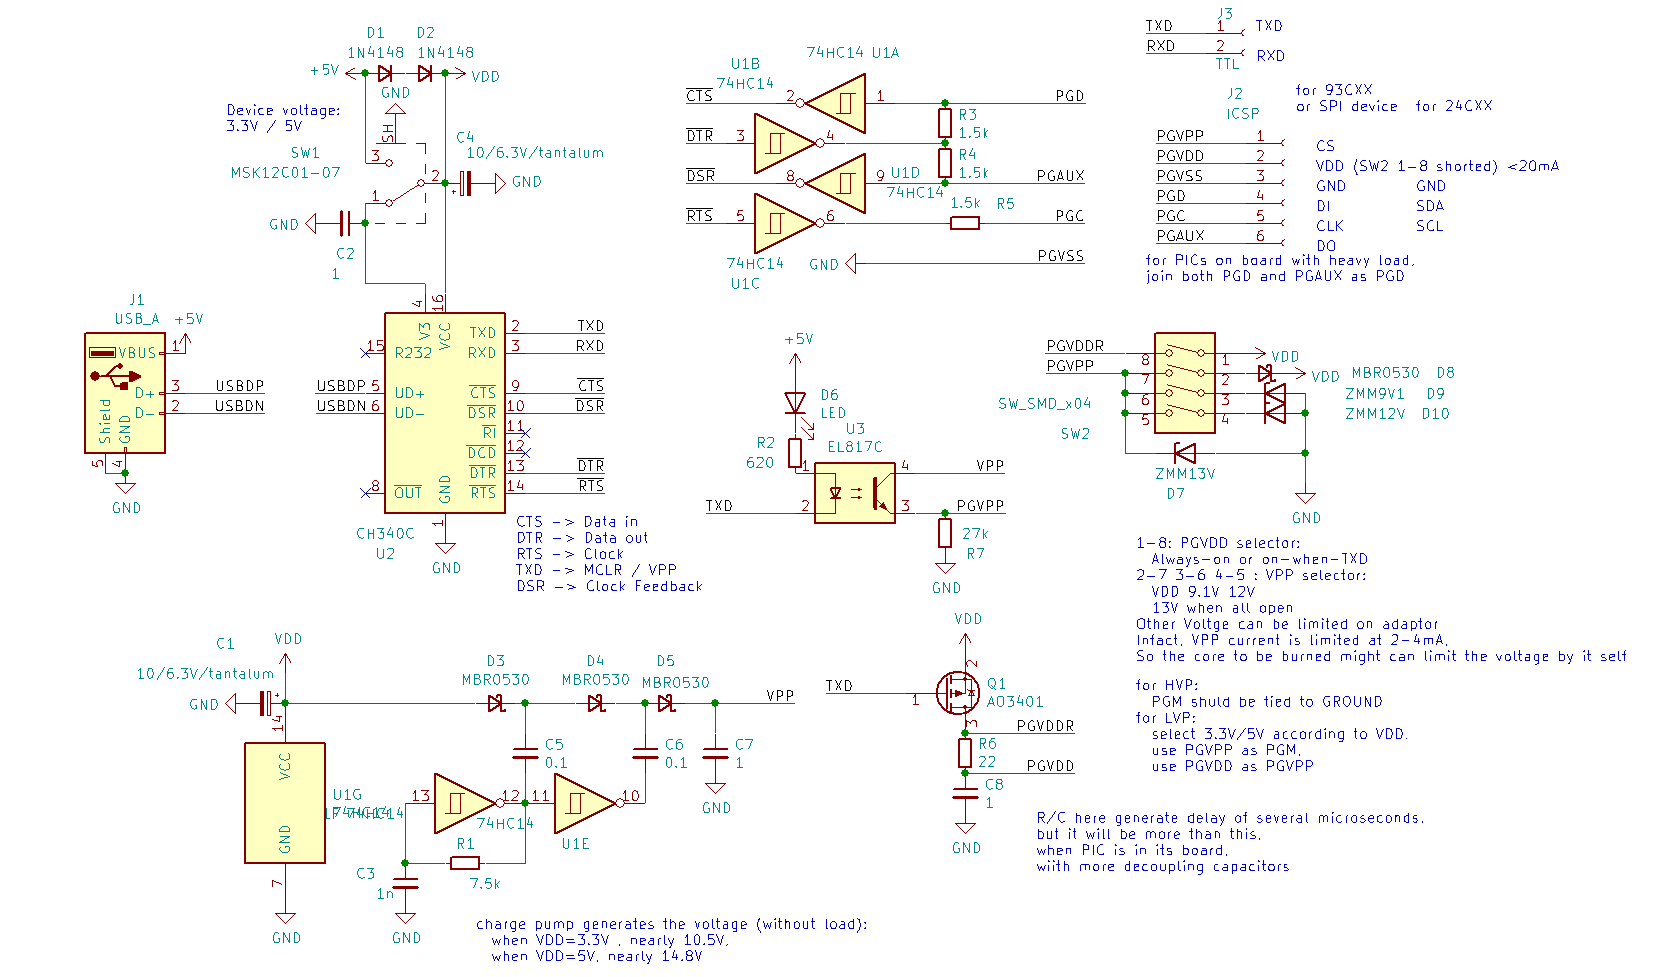 D1
D2
1N4148
1N4148
+5V
VDD
GND
Device voltage:
3.3V / 5V
SH
SW1
MSK12C01-07
3
2
1
C4
10/6.3V/tantalum
GND
GND
C2
1
J1
USB_A
+5V
VBUS
1
D+
3
USBDP
D-
2
USBDN
Shield
GND
5
4
GND
4
16
V3
VCC
TXD
2
TXD
15
R232
RXD
3
RXD
USBDP
5
UD+
CTS
9
CTS
USBDN
6
UD-
DSR
10
DSR
RI
11
DCD
12
DTR
13
DTR
8
OUT
GND
RTS
14
RTS
1
CH340C
U2
GND
CTS -> Data in
DTR -> Data out
RTS -> Clock
TXD -> MCLR / VPP
DSR -> Clock Feedback
74HC14 U1A
U1B
74HC14
CTS
2
1
PGD
R3
1.5k
DTR
3
4
R4
1.5k
DSR
8
U1D
9
74HC14
PGAUX
1.5k
R5
RTS
5
6
PGC
74HC14
U1C
GND
PGVSS
J3
TXD
1
TXD
RXD
2
RXD
TTL
for 93CXX
or SPI device for 24CXX
J2
ICSP
PGVPP
1
CS
PGVDD
2
VDD (SW2 1-8 shorted) <20mA
PGVSS
3
GND
GND
PGD
4
DI
SDA
PGC
5
CLK
SCL
PGAUX
6
DO
for PICs on board with heavy load,
join both PGD and PGAUX as PGD
+5V
D6
LED
R2
620
U3
EL817C
1
4
VPP
TXD
2
3
PGVPP
27k
R7
GND
PGVDDR
8
1
VDD
PGVPP
7
2
VDD
MBR0530 D8
6
3
ZMM9V1 D9
5
4
ZMM12V D10
SW_SMD_x04
SW2
ZMM13V
D7
GND
1-8: PGVDD selector:
Always-on or on-when-TXD
2-7 3-6 4-5 : VPP selector:
VDD 9.1V 12V
13V when all open
Other Voltge can be limited on adaptor
Infact, VPP current is limited at 2-4mA,
So the core to be burned might can limit the voltage by it self
for HVP:
PGM shuld be tied to GROUND
for LVP:
select 3.3V/5V according to VDD,
use PGVPP as PGM,
use PGVDD as PGVPP
C1
VDD
10/6.3V/tantalum
GND
14
VCC
U1G
74HC14
GND
7
GND
D3
MBR0530
D4
MBR0530
D5
MBR0530
VPP
C5
0.1
C6
0.1
C7
1
GND
13
12
11
10
74HC14
U1E
R1
7.5k
C3
1n
GND
charge pump generates the voltage (without load):
when VDD=3.3V , nearly 10.5V,
when VDD=5V, nearly 14.8V
VDD
2
TXD
1
Q1
AO3401
3
PGVDDR
R6
22
PGVDD
C8
1
GND
R/C here generate delay of several microseconds,
but it will be more than this,
when PIC is in its board,
wiith more decoupling capacitors